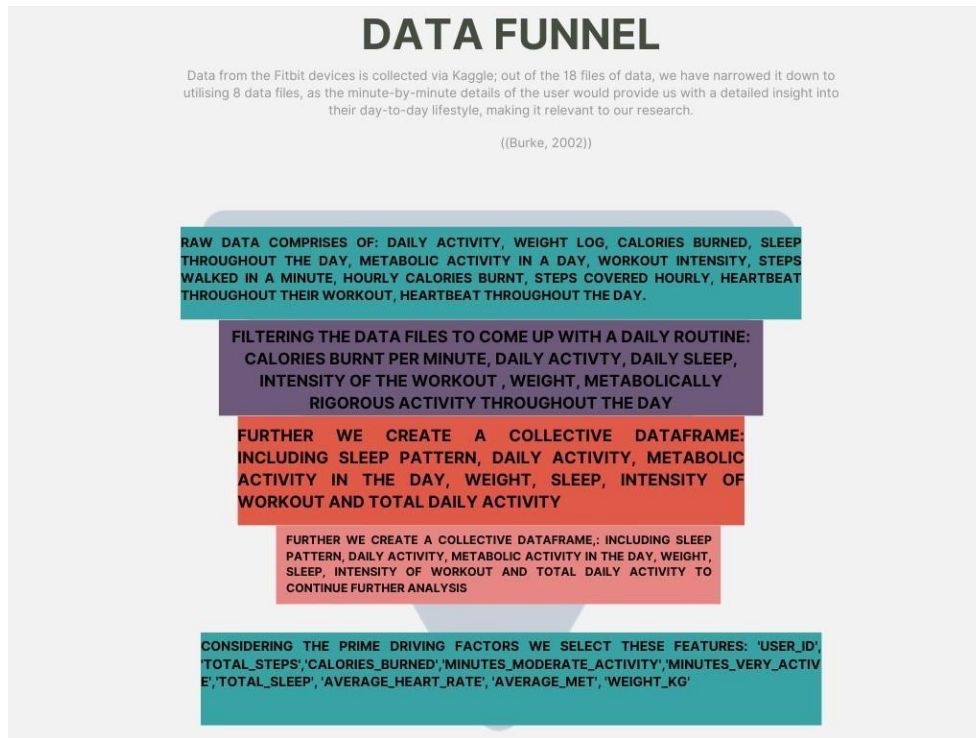 DATA FUNNEL
Data from the Fitbit devices is collected via Kaggle; out of the 18 files of data, we have narrowed it down to
utilising 8 data files, as the minute-by-minute details of the user would provide us with a detailed insight into
their day-to-day lifestyle, making it relevant to our research.
((Burke, 2002))
RAW DATA COMPRISES OF: DAILY ACTIVITY, WEIGHT LOG, CALORIES BURNED, SLEEP
THROUGHOUT THE DAY, METABOLIC ACTIVITY IN A DAY, WORKOUT INTENSITY, STEPS
WALKED IN A MINUTE, HOURLY CALORIES BURNT, STEPS COVERED HOURLY, HEARTBEAT
THROUGHOUT THEIR WORKOUT, HEARTBEAT THROUGHOUT THE DAY.
FILTERING THE DATA FILES TO COME UP WITH A DAILY ROUTINE:
CALORIES BURNT PER MINUTE, DAILY ACTIVTY, DAILY SLEEP,
INTENSITY OF THE WORKOUT , WEIGHT, METABOLICALLY
RIGOROUS ACTIVITY THROUGHOUT THE DAY
FURTHER WE CREATE A COLLECTIVE DATAFRAME:
INCLUDING SLEEP PATTERN, DAILY ACTIVITY, METABOLIC
ACTIVITY IN THE DAY, WEIGHT, SLEEP, INTENSITY OF
WORKOUT AND TOTAL DAILY ACTIVITY
FURTHER WE CREATE A COLLECTIVE DATAFRAME,: INCLUDING SLEEP
PATTERN, DAILY ACTIVITY, METABOLIC ACTIVITY IN THE DAY, WEIGHT,
SLEEP, INTENSITY OF WORKOUT AND TOTAL DAILY ACTIVITY TO
CONTINUE FURTHER ANALYSIS
CONSIDERING THE PRIME DRIVING FACTORS WE SELECT THESE FEATURES: 'USER_ID',
'TOTAL_STEPS','CALORIES_BURNED','MINUTES_MODERATE_ACTIVITY','MINUTES_VERY_ACTIV
E','TOTAL_SLEEP', 'AVERAGE_HEART_RATE', 'AVERAGE_MET', 'WEIGHT_KG'